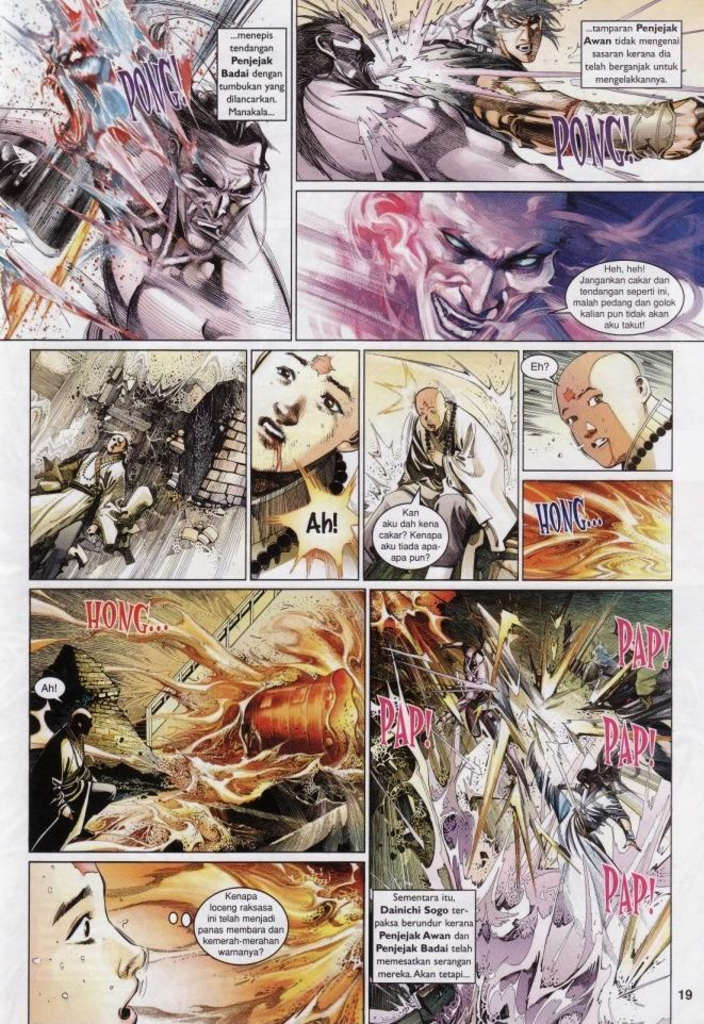 ...menepis
tendangan
Penjejak
Badai dengan
tumbukan yang
dilancarkan.
Manakala...
PONG!
...tamparan Penjejak
Awan tidak mengenai
sasaran kerana dia
telah berganjak untuk
mengelakkannya.
PONG!
Heh, heh!
Jangankan cakar dan
tendangan seperti ini,
malah pedang dan golok
kalian pun tidak akan
aku takut!
Ah!
Kan
aku dah kena
cakar? Kenapa
aku tiada apa-
apa pun?
Eh?
HONG...
HONG...
Ah!
PAP!
PAP!
PAP!
PAP!
Kenapa
loceng raksasa
ini telah menjadi
panas membara dan
kemerah-merahan
warnanya?
Sementara itu,
Dainichi Sogo ter-
paksa berundur kerana
Penjejak Awan dan
Penjejak Badai telah
memesatkan serangan
mereka. Akan tetapi...
19